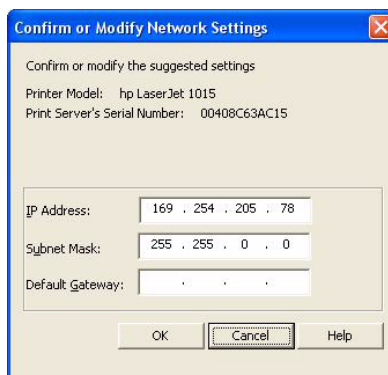 Confirm or Modify Network Settings
Confirm or modify the suggested settings
Printer Model: hp LaserJet 1015
Print Server's Serial Number: 00408C63AC15
IP Address: 169 . 254 . 205 . 78
Subnet Mask: 255 . 255 . 0 . 0
Default Gateway: . . .
OK Cancel Help